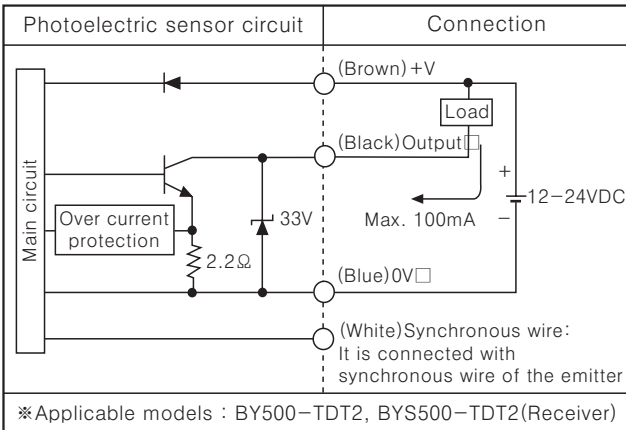 Photoelectric sensor circuit
Connection
(Brown)+V
Load
(Black)Output□
Main circuit
+
12-24VDC
-
Over current
protection
33V
Max. 100mA
2.2Ω
(Blue)0V□
(White)Synchronous wire:
It is connected with
synchronous wire of the emitter
※Applicable models : BY500-TDT2, BYS500-TDT2(Receiver)